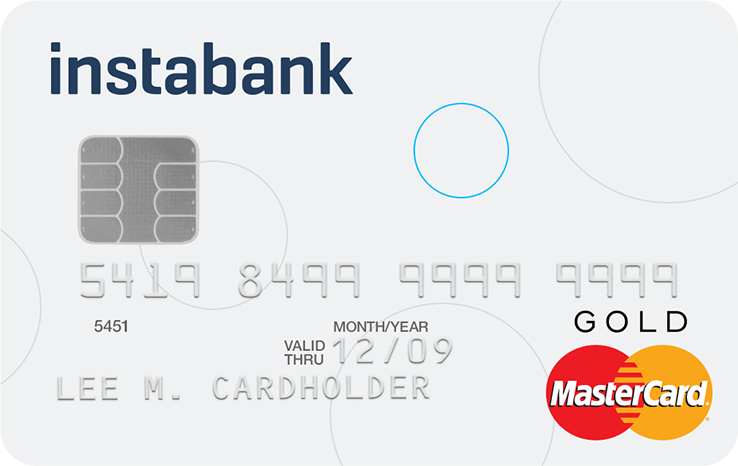 instabank
5419 8499 9999 9999
5451
MONTH/YEAR
GOLD
VALID THRU 12/09
LEE M. CARDHOLDER
MasterCard